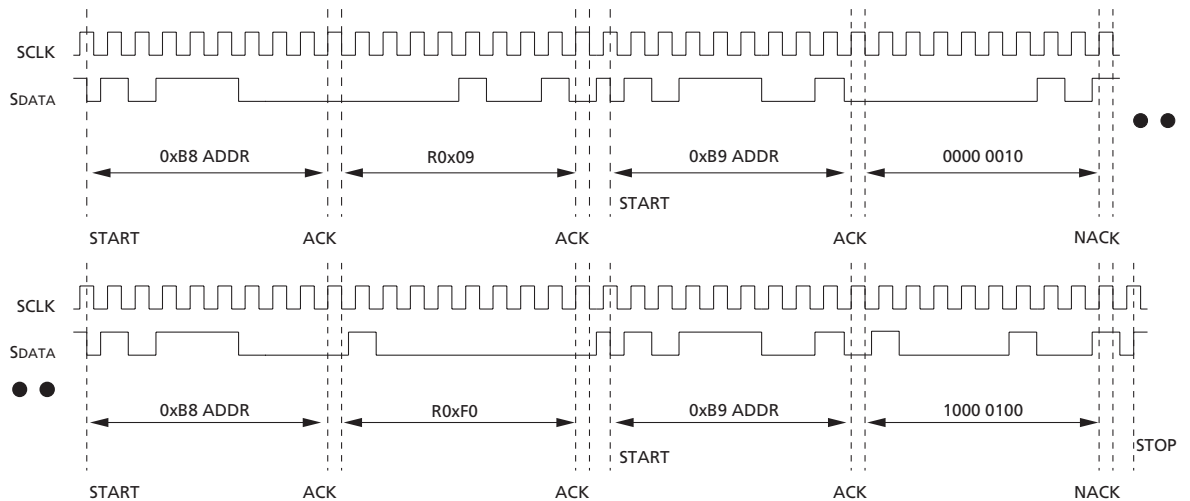 SCLK
SDATA
0xB8 ADDR R0x09 0xB9 ADDR 0000 0010
START
START ACK ACK ACK NACK
SCLK
SDATA
0xB8 ADDR R0xF0 0xB9 ADDR 1000 0100
START STOP
START ACK ACK ACK NACK